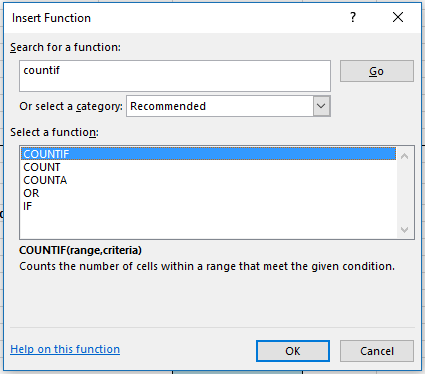 Insert Function
?
Search for a function:
countif
Go
Or select a category: Recommended
Select a function:
COUNTIF
COUNT
COUNTA
OR
IF
COUNTIF(range,criteria)
Counts the number of cells within a range that meet the given condition.
Help on this function
OK
Cancel